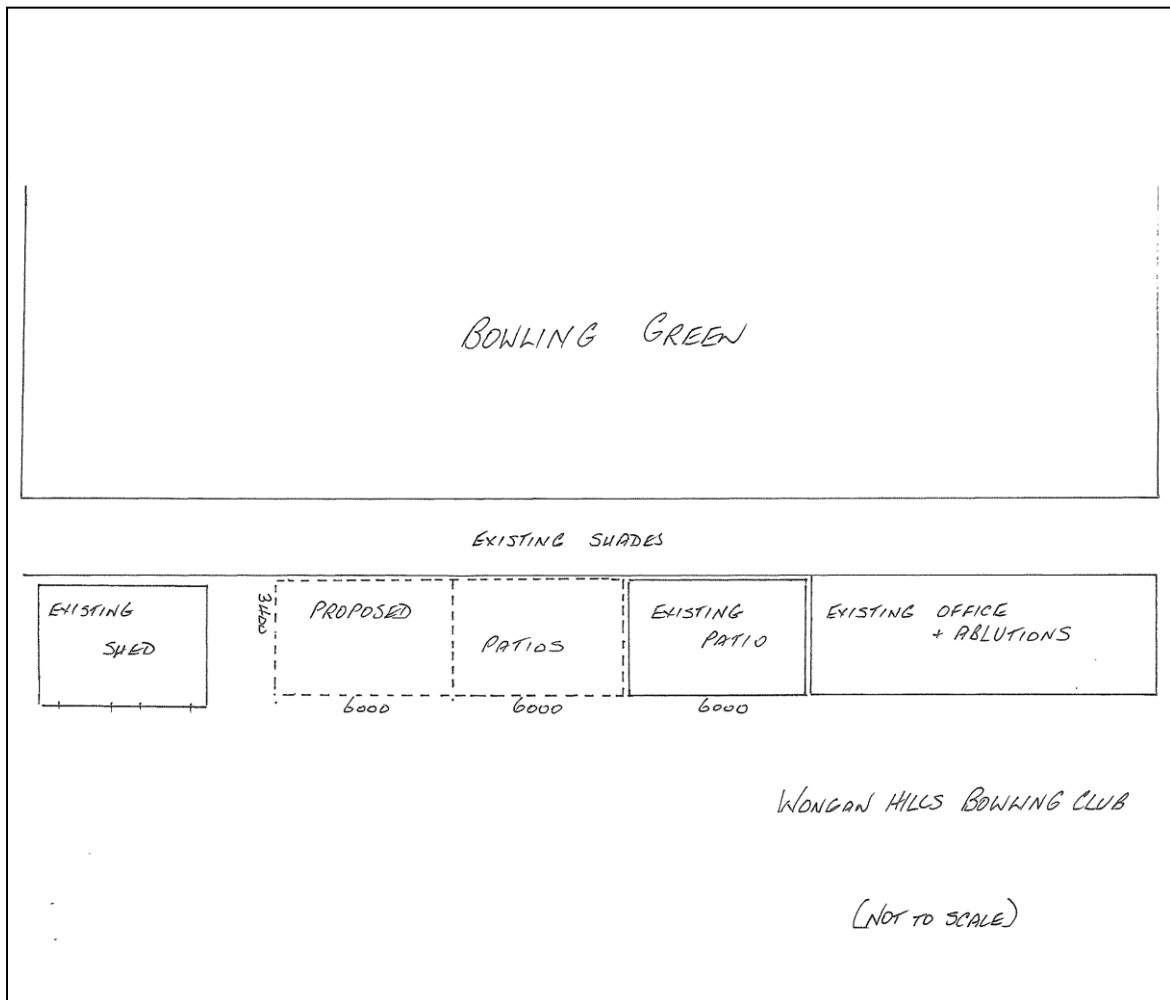 BOWLING GREEN
EXISTING SHADES
EXISTING
SHED
3400
PROPOSED
PATIOS
EXISTING
PATIO
EXISTING OFFICE
+ ABLUTIONS
6000
6000
6000
WONGAN HILLS BOWLING CLUB
(NOT TO SCALE)